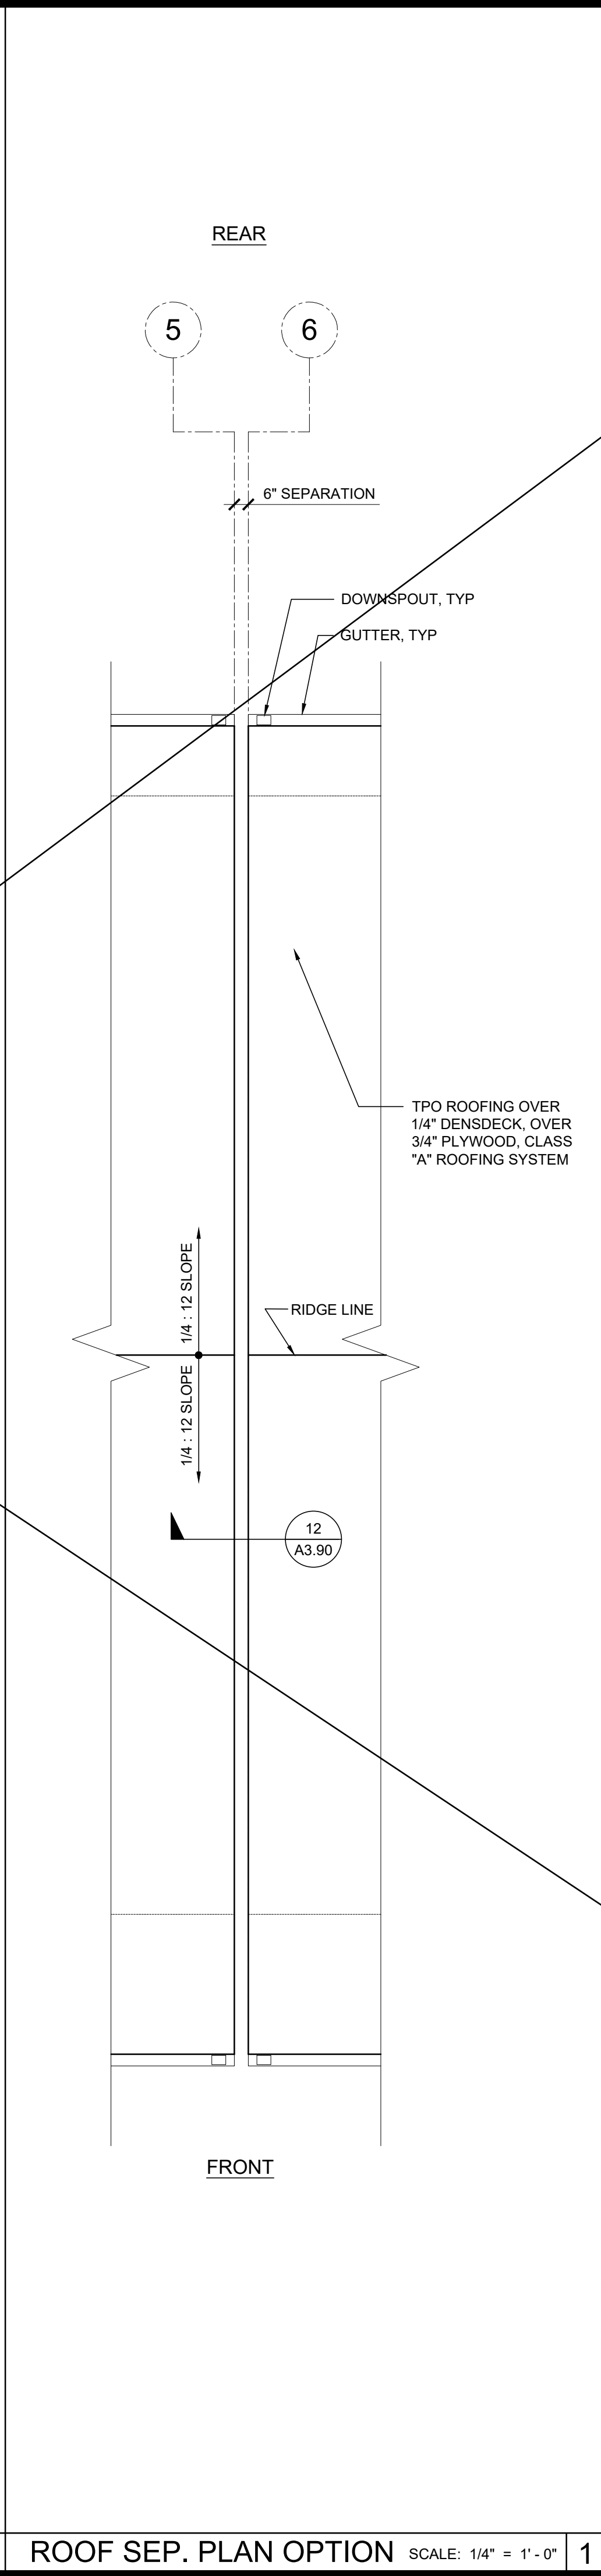 REAR
5
6
6" SEPARATION
DOWNSPOUT, TYP
GUTTER, TYP
TPO ROOFING OVER
1/4" DENSDECK, OVER
3/4" PLYWOOD, CLASS
"A" ROOFING SYSTEM
1/4 : 12 SLOPE
RIDGE LINE
1/4 : 12 SLOPE
12
A3.90
FRONT
ROOF SEP. PLAN OPTION SCALE: 1/4" = 1' - 0" 1